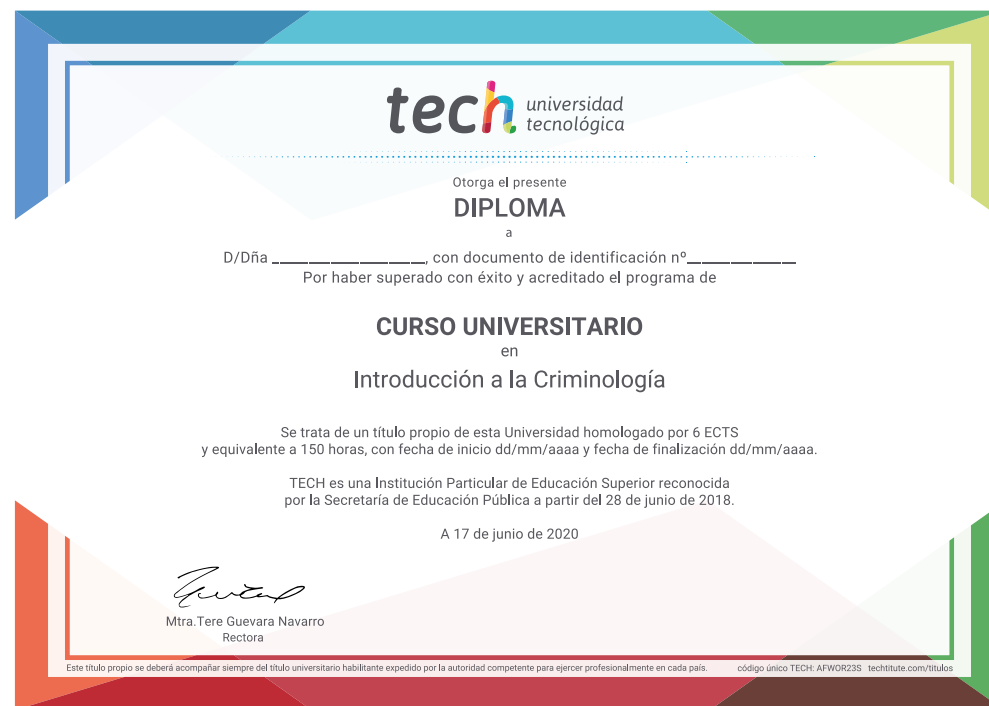 tech universidad
tecnológica
Otorga el presente
DIPLOMA
a
D/Dña ____________________, con documento de identificación nº______________
Por haber superado con éxito y acreditado el programa de
CURSO UNIVERSITARIO
en
Introducción a la Criminología
Se trata de un título propio de esta Universidad homologado por 6 ECTS
y equivalente a 150 horas, con fecha de inicio dd/mm/aaaa y fecha de finalización dd/mm/aaaa.
TECH es una Institución Particular de Educación Superior reconocida
por la Secretaría de Educación Pública a partir del 28 de junio de 2018.
A 17 de junio de 2020
Mtra.Tere Guevara Navarro
Rectora
Este título propio se deberá acompañar siempre del título universitario habilitante expedido por la autoridad competente para ejercer profesionalmente en cada país. código único TECH: AFWOR23S techtitute.com/titulos